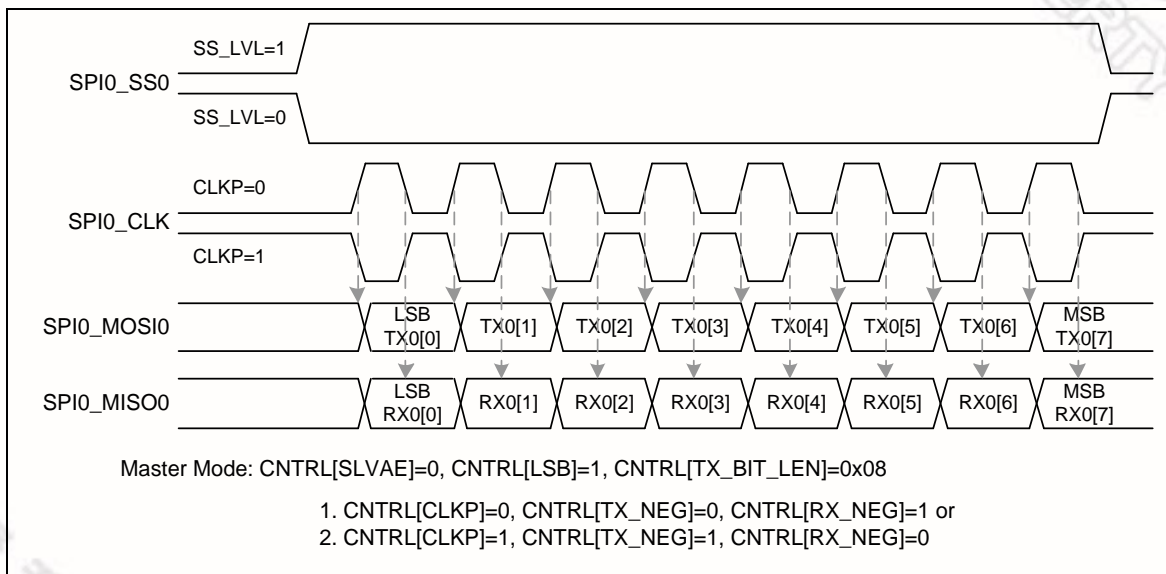 SS_LVL=1
SPI0_SS0
SS_LVL=0
CLKP=0
SPI0_CLK
CLKP=1
SPI0_MOSI0
LSB
TX0[0]
TX0[1]
TX0[2]
TX0[3]
TX0[4]
TX0[5]
TX0[6]
MSB
TX0[7]
SPI0_MISO0
LSB
RX0[0]
RX0[1]
RX0[2]
RX0[3]
RX0[4]
RX0[5]
RX0[6]
MSB
RX0[7]
Master Mode: CNTRL[SLVAE]=0, CNTRL[LSB]=1, CNTRL[TX_BIT_LEN]=0x08
1. CNTRL[CLKP]=0, CNTRL[TX_NEG]=0, CNTRL[RX_NEG]=1 or
2. CNTRL[CLKP]=1, CNTRL[TX_NEG]=1, CNTRL[RX_NEG]=0